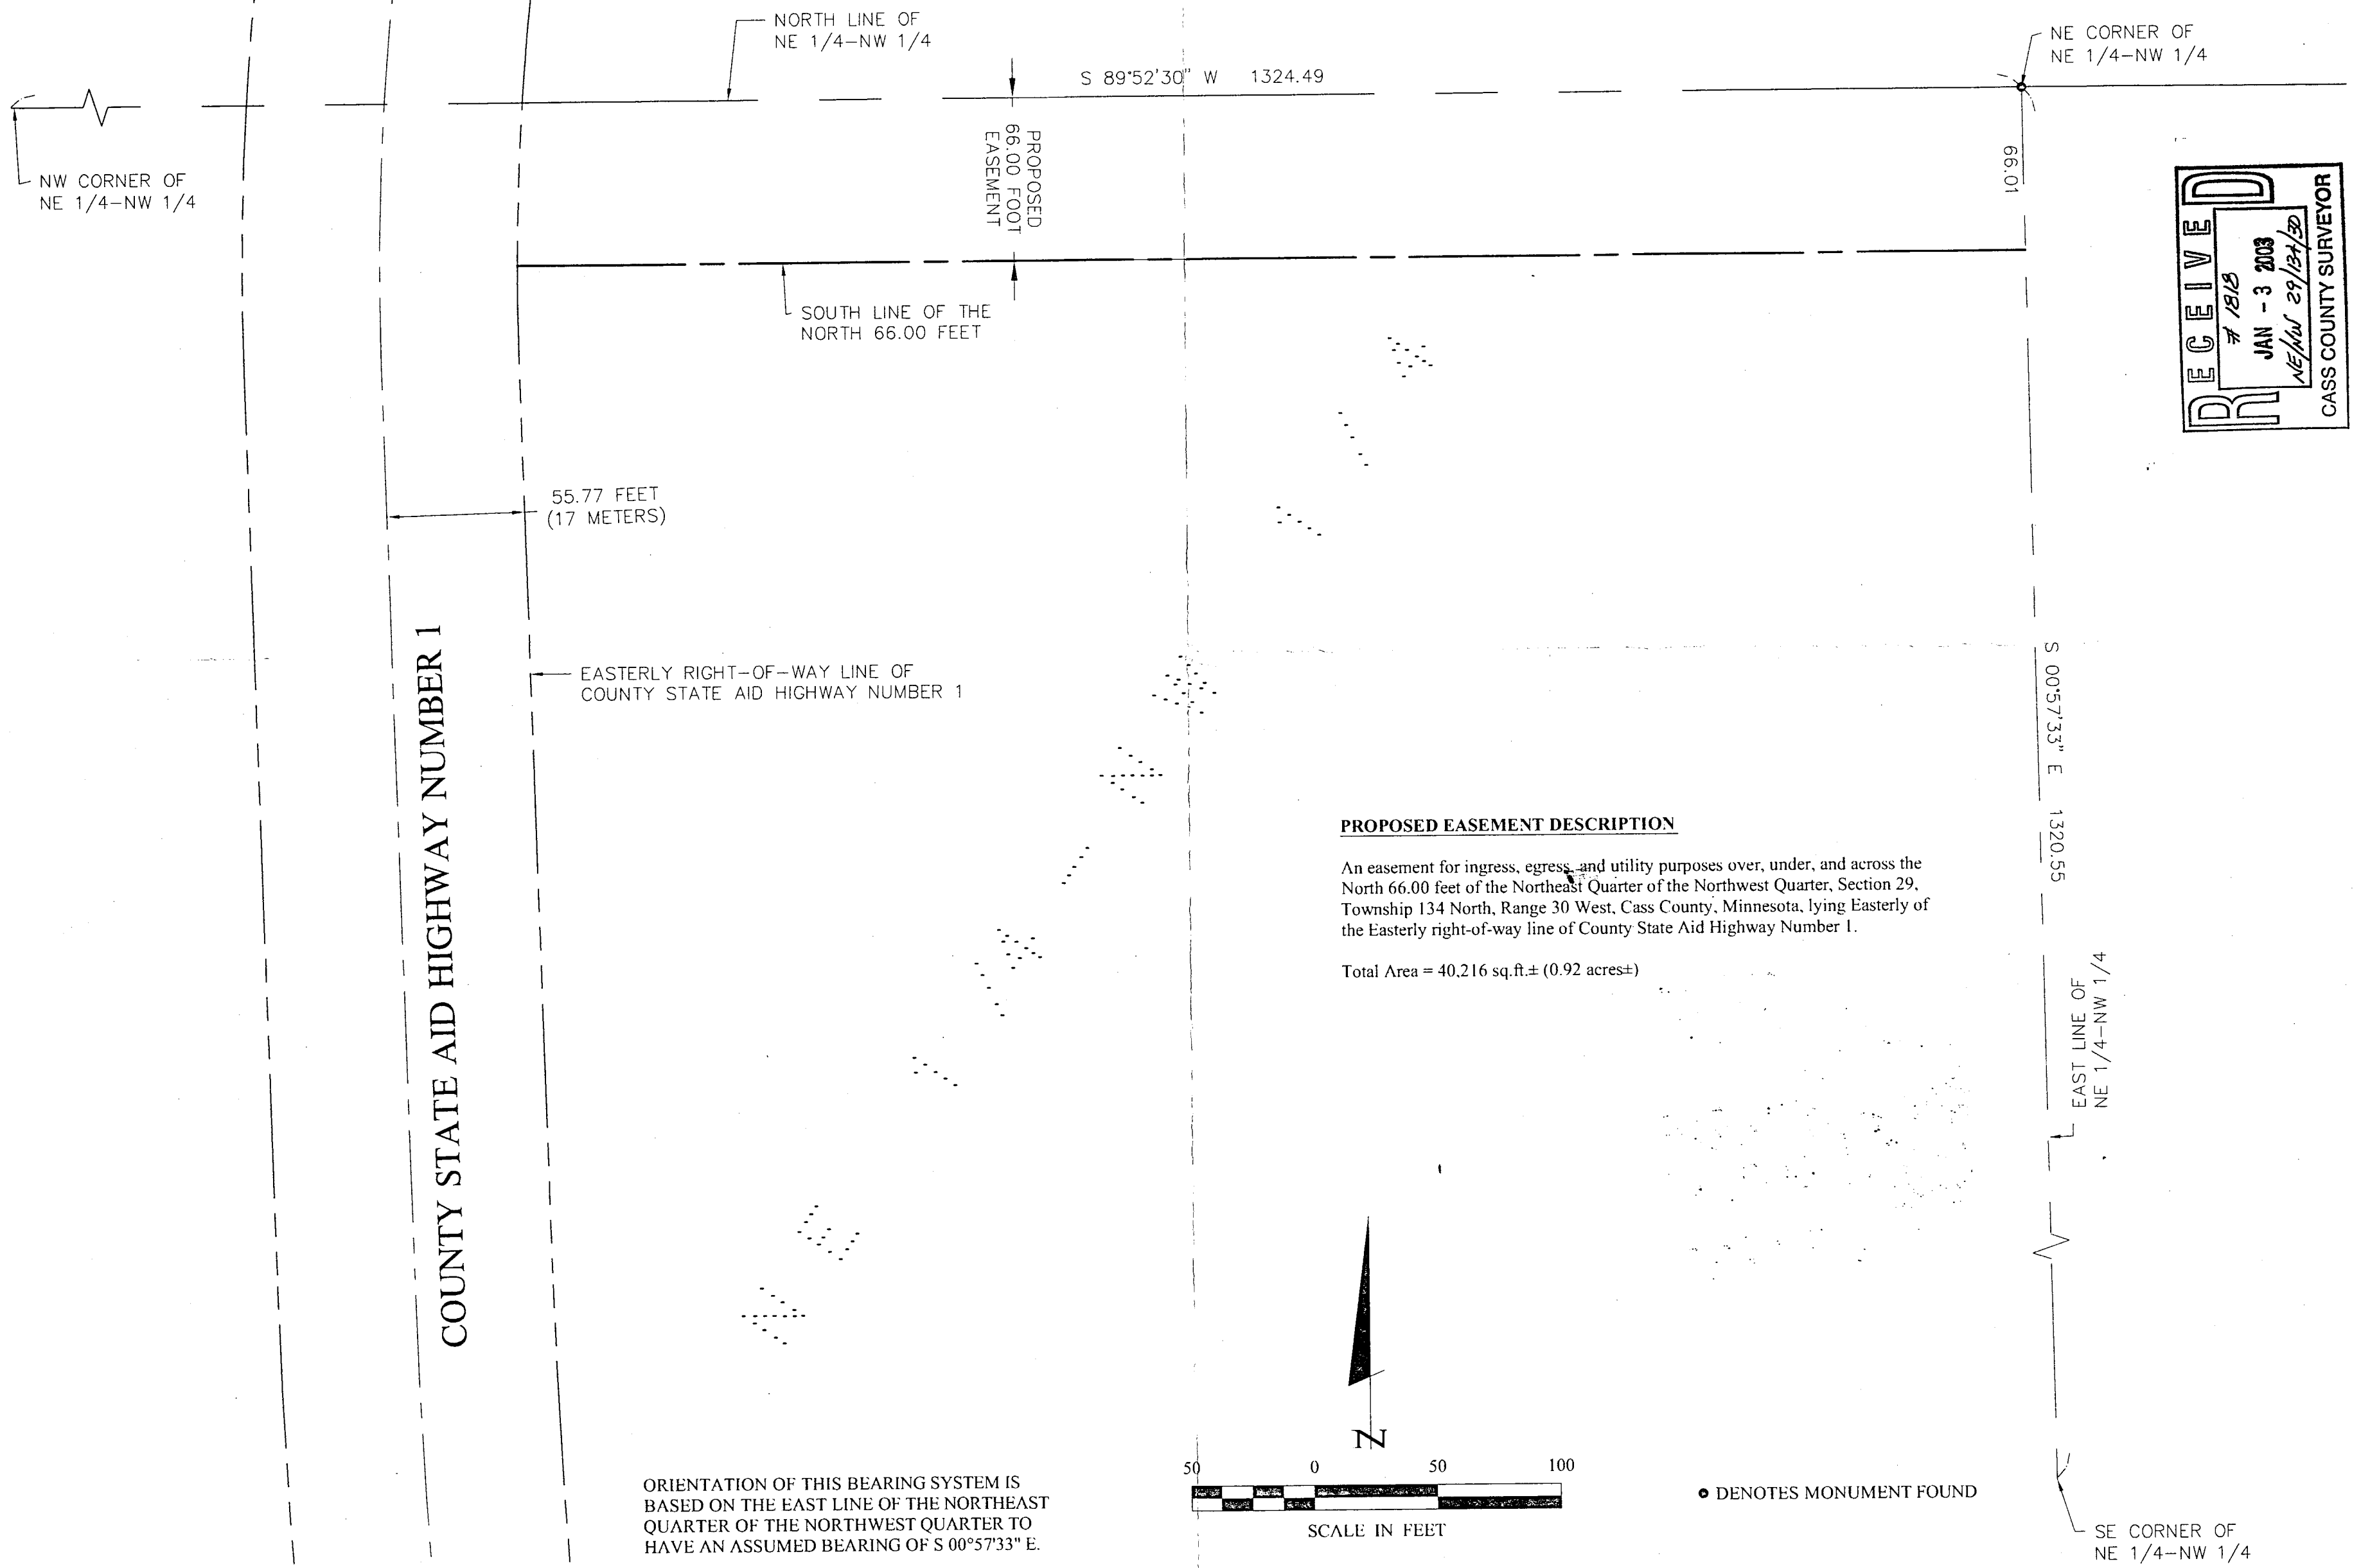 NORTH LINE OF
NE 1/4-NW 1/4
S 89°52'30" W 1324.49
NE CORNER OF
NE 1/4-NW 1/4
NW CORNER OF
NE 1/4-NW 1/4
PROPOSED
66.00 FOOT
EASEMENT
66.01
RECEIVED
# 1818
JAN - 3 2003
NE/NW 29/134/30
CASS COUNTY SURVEYOR
SOUTH LINE OF THE
NORTH 66.00 FEET
55.77 FEET
(17 METERS)
EASTERLY RIGHT-OF-WAY LINE OF
COUNTY STATE AID HIGHWAY NUMBER 1
COUNTY STATE AID HIGHWAY NUMBER 1
S 00°57'33" E 1320.55
PROPOSED EASEMENT DESCRIPTION
An easement for ingress, egress, and utility purposes over, under, and across the
North 66.00 feet of the Northeast Quarter of the Northwest Quarter, Section 29,
Township 134 North, Range 30 West, Cass County, Minnesota, lying Easterly of
the Easterly right-of-way line of County State Aid Highway Number 1.
Total Area = 40,216 sq.ft.± (0.92 acres±)
EAST LINE OF
NE 1/4-NW 1/4
N
ORIENTATION OF THIS BEARING SYSTEM IS
BASED ON THE EAST LINE OF THE NORTHEAST
QUARTER OF THE NORTHWEST QUARTER TO
HAVE AN ASSUMED BEARING OF S 00°57'33" E.
50 0 50 100
SCALE IN FEET
DENOTES MONUMENT FOUND
SE CORNER OF
NE 1/4-NW 1/4